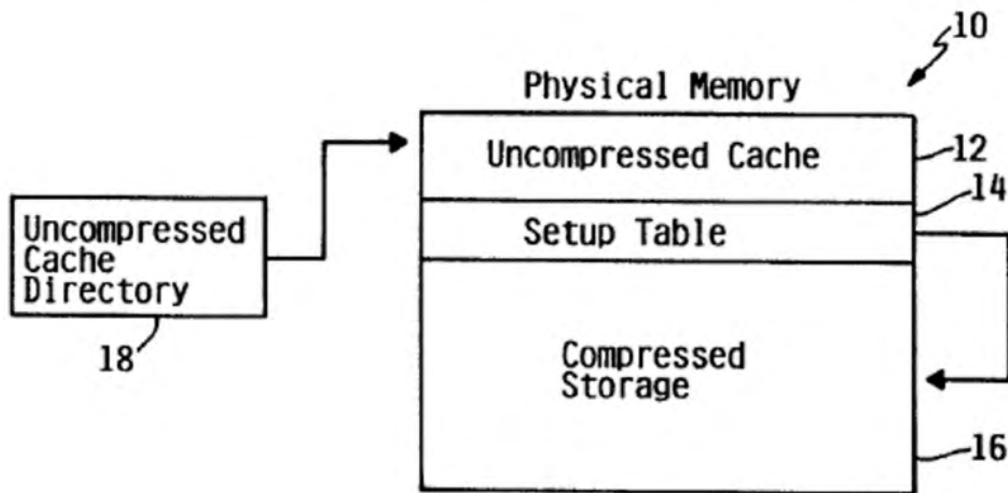 10
Physical Memory
Uncompressed Cache
12
14
Setup Table
Uncompressed
Cache
Directory
18
Compressed
Storage
16